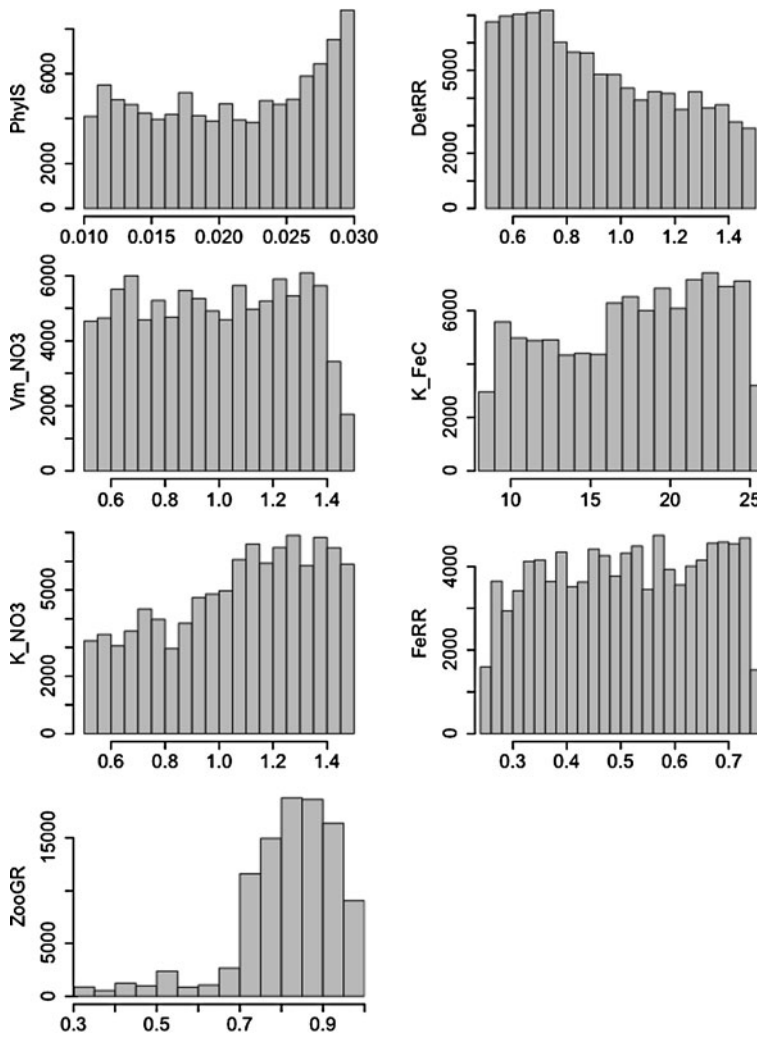 PhyIS
0 2000 6000
0.010 0.015 0.020 0.025 0.030
DetRR
0 2000 5000
0.6 0.8 1.0 1.2 1.4
Vm_NO3
0 2000 4000 6000
0.6 0.8 1.0 1.2 1.4
K_FeC
0 2000 6000
10 15 20 25
K_NO3
0 2000 5000
0.6 0.8 1.0 1.2 1.4
FeRR
0 2000 4000
0.3 0.4 0.5 0.6 0.7
ZooGR
0 5000 15000
0.3 0.5 0.7 0.9